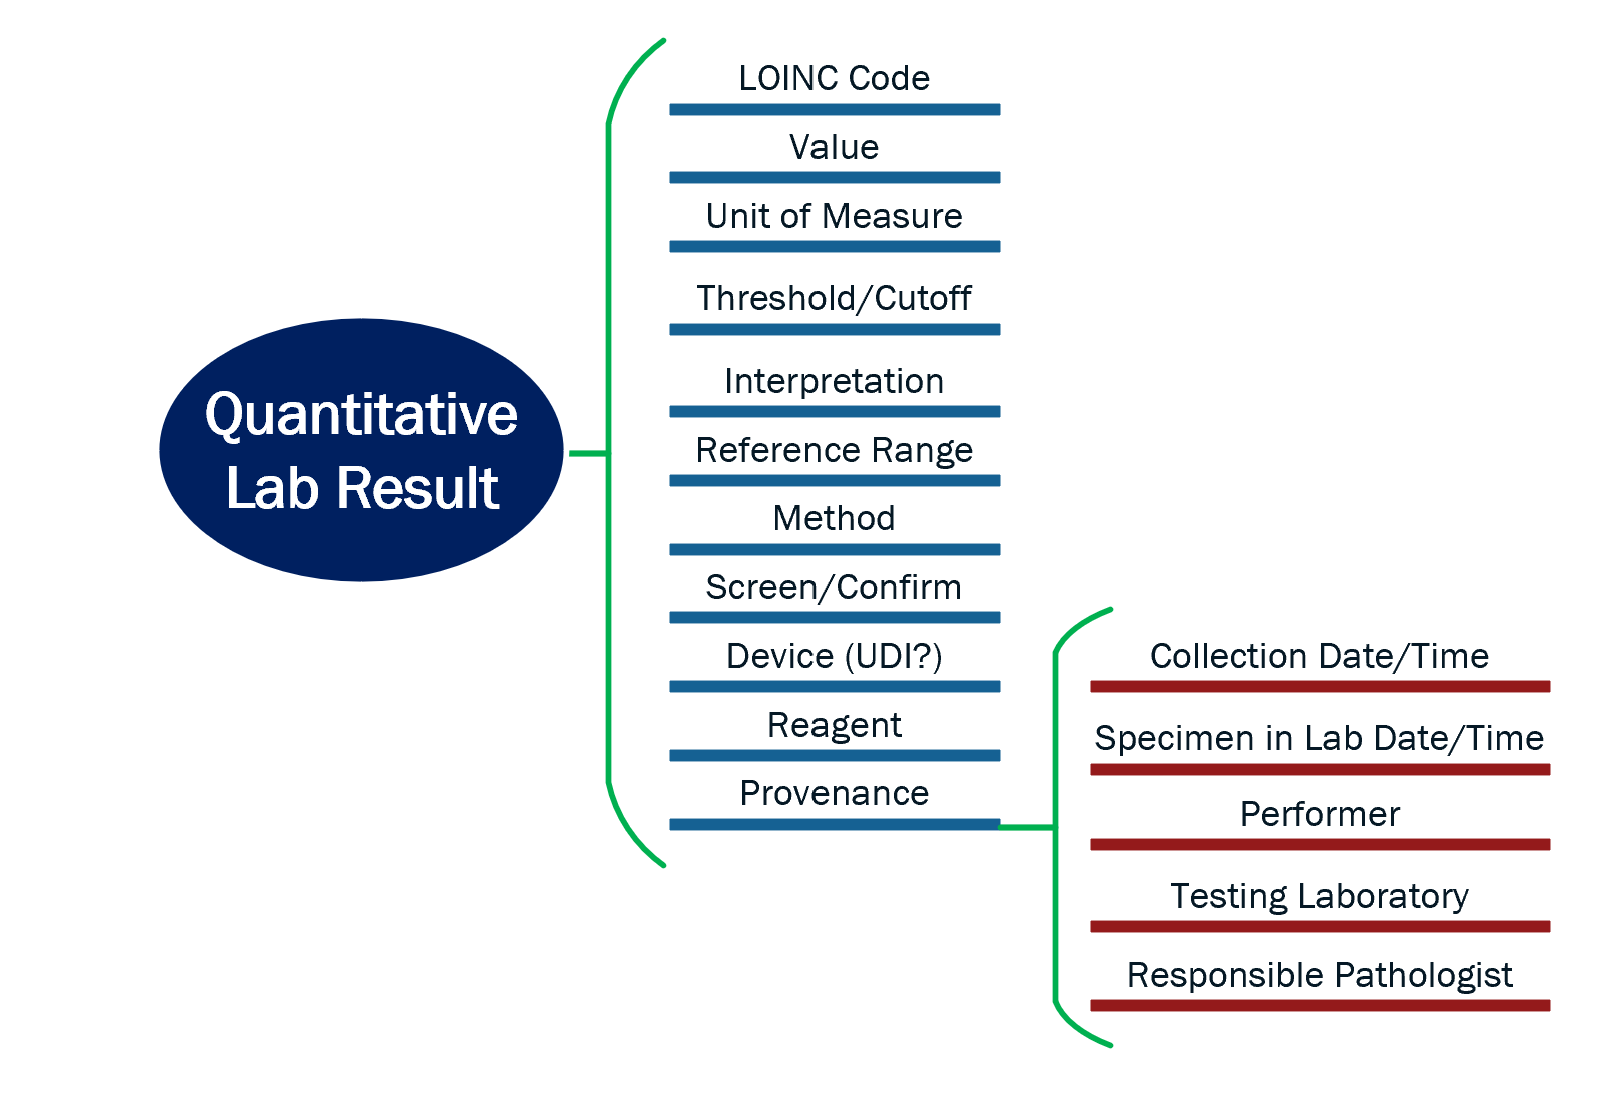 Quantitative
Lab Result
LOINC Code
Value
Unit of Measure
Threshold/Cutoff
Interpretation
Reference Range
Method
Screen/Confirm
Device (UDI?)
Reagent
Provenance
Collection Date/Time
Specimen in Lab Date/Time
Performer
Testing Laboratory
Responsible Pathologist